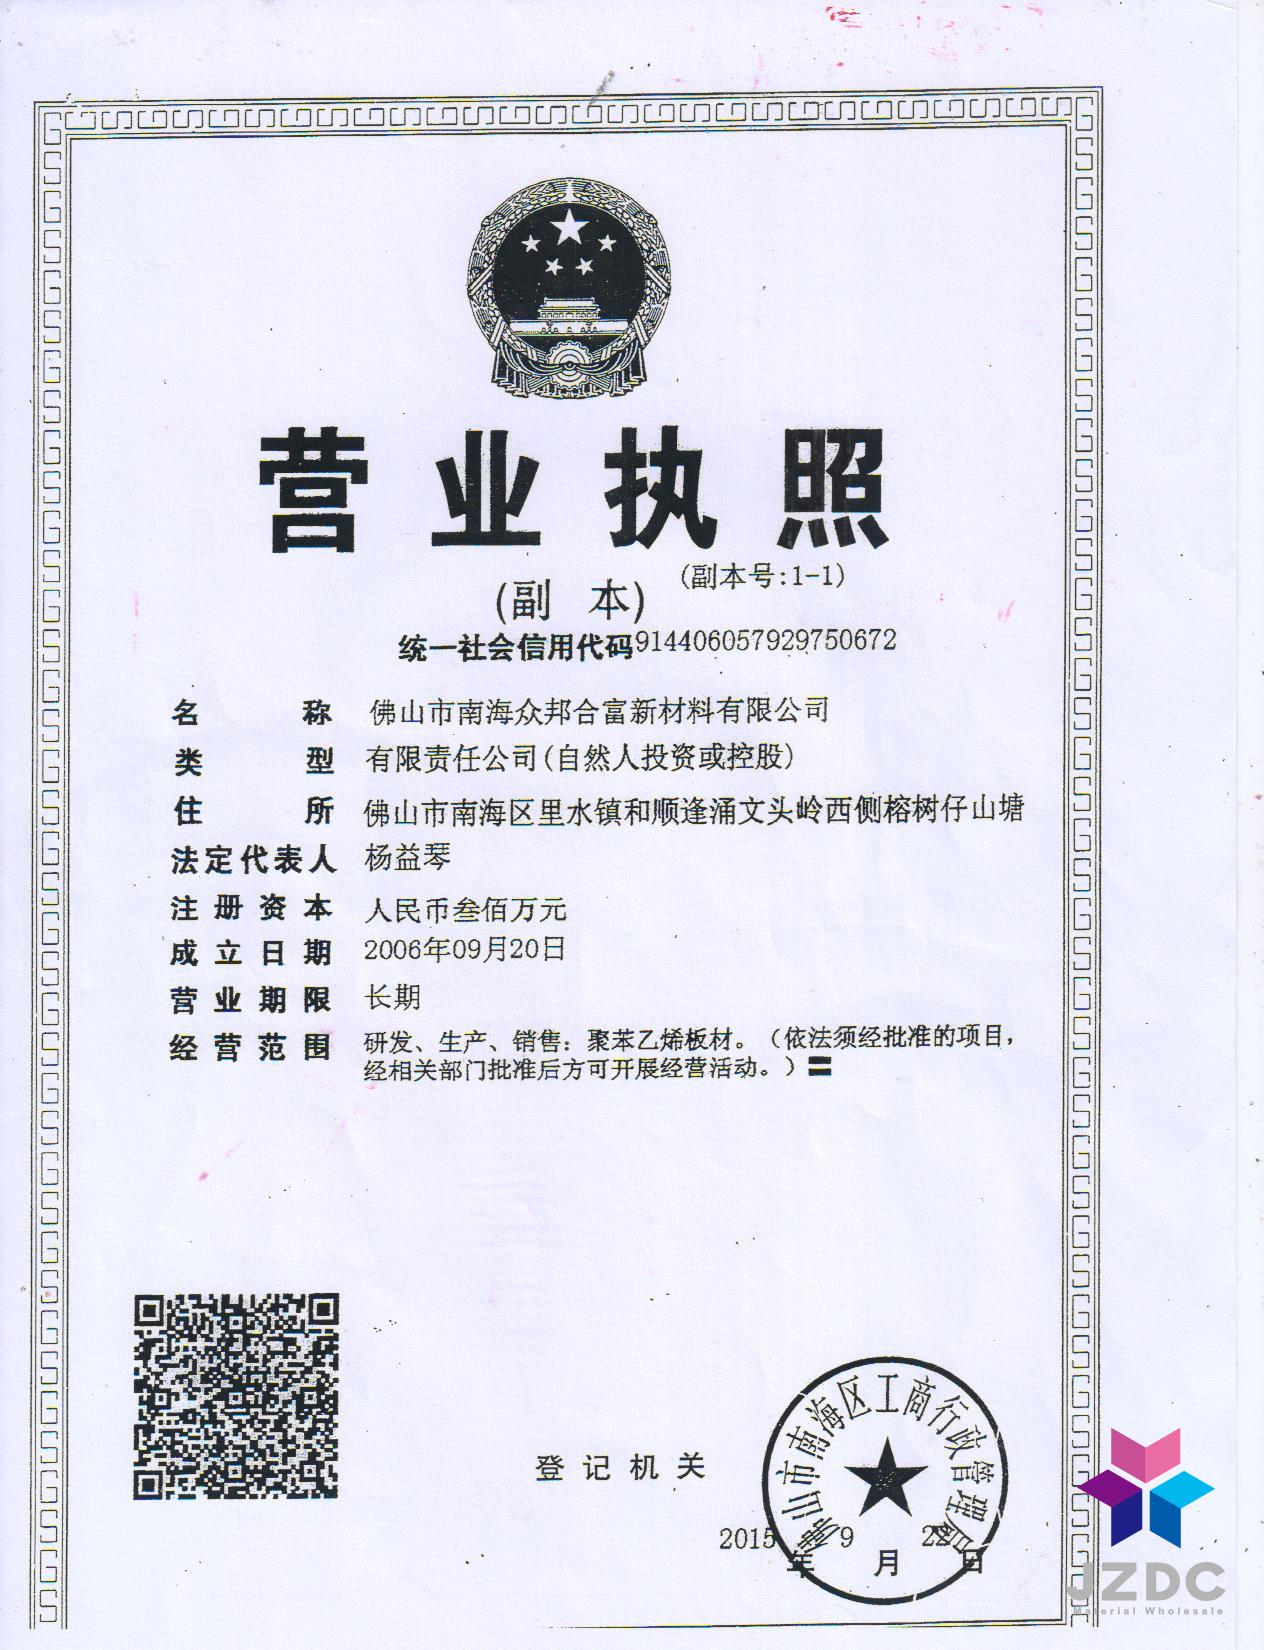 营业执照
(副 本)
(副本号:1-1)
统一社会信用代码914406057929750672
名称 佛山市南海众邦合富新材料有限公司
类型 有限责任公司(自然人投资或控股)
住所 佛山市南海区里水镇和顺逢涌文头岭西侧榕树仔山塘
法定代表人 杨益琴
注册资本 人民币叁佰万元
成立日期 2006年09月20日
营业期限 长期
经营范围 研发、生产、销售：聚苯乙烯板材。（依法须经批准的项目，
经相关部门批准后方可开展经营活动。）
登记机关
佛山市南海区工商行政管理局
2015年9月22日
JZDC
Material Wholesale